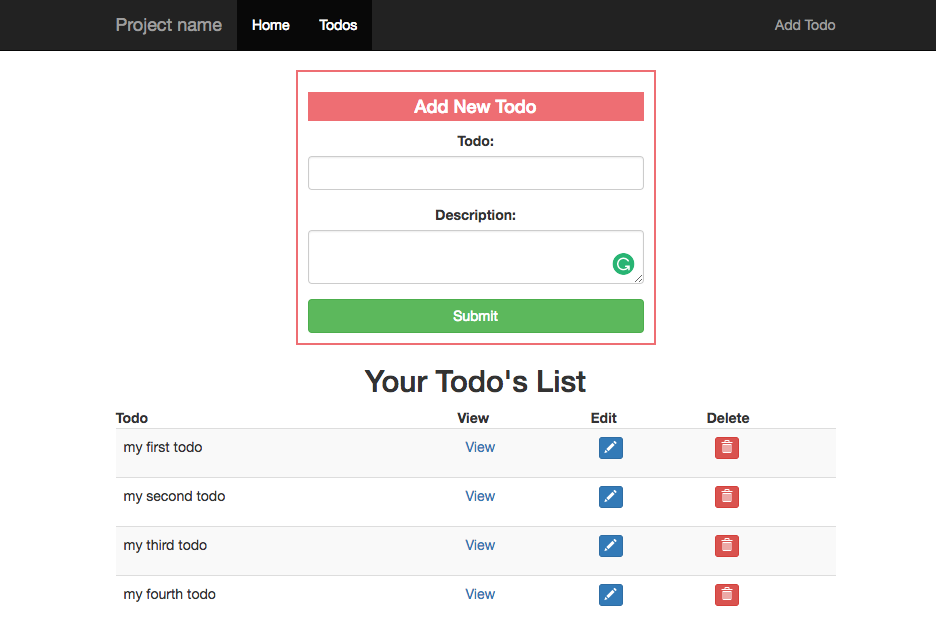 Project name Home Todos Add Todo
Add New Todo
Todo:
Description:
Submit
Your Todo's List
Todo View Edit Delete
my first todo View
my second todo View
my third todo View
my fourth todo View